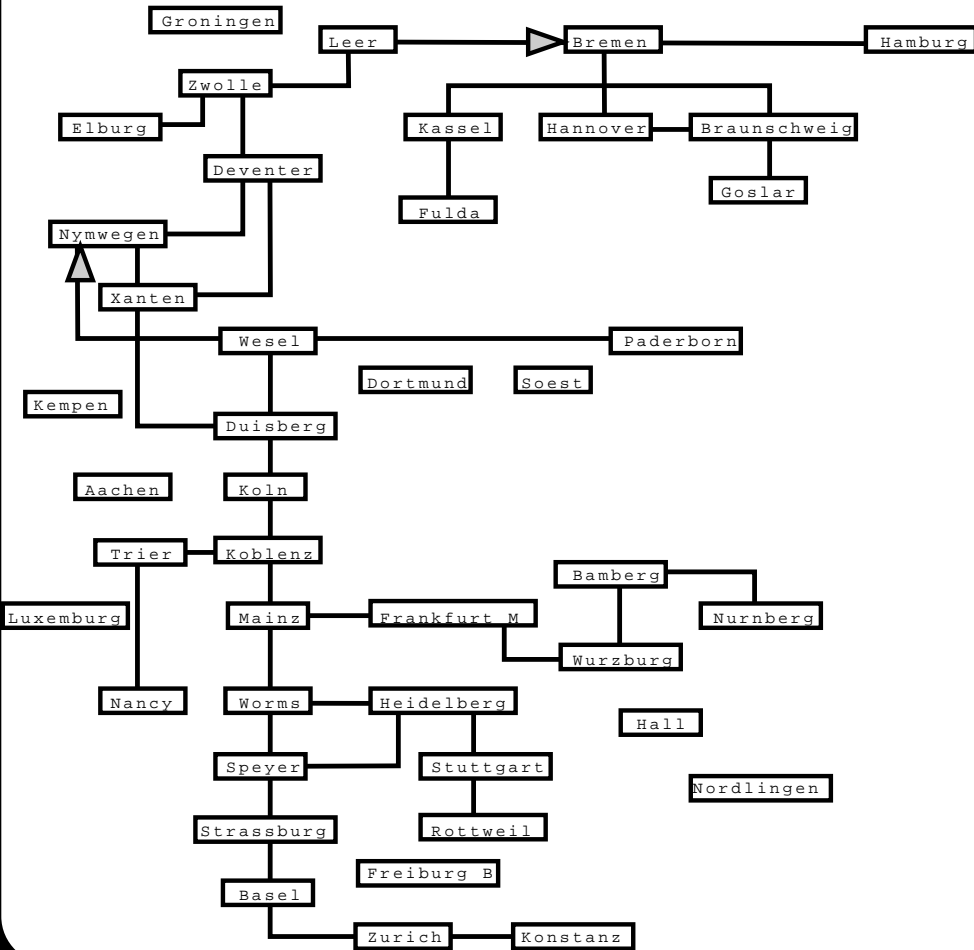 Groningen
Leer
Bremen
Hamburg
Zwolle
Elburg
Kassel
Hannover
Braunschweig
Deventer
Goslar
Fulda
Nymwegen
Xanten
Wesel
Paderborn
Dortmund
Soest
Kempen
Duisberg
Aachen
Koln
Trier
Koblenz
Bamberg
Luxemburg
Mainz
Frankfurt M
Nurnberg
Wurzburg
Nancy
Worms
Heidelberg
Hall
Speyer
Stuttgart
Nordlingen
Strassburg
Rottweil
Freiburg B
Basel
Zurich
Konstanz